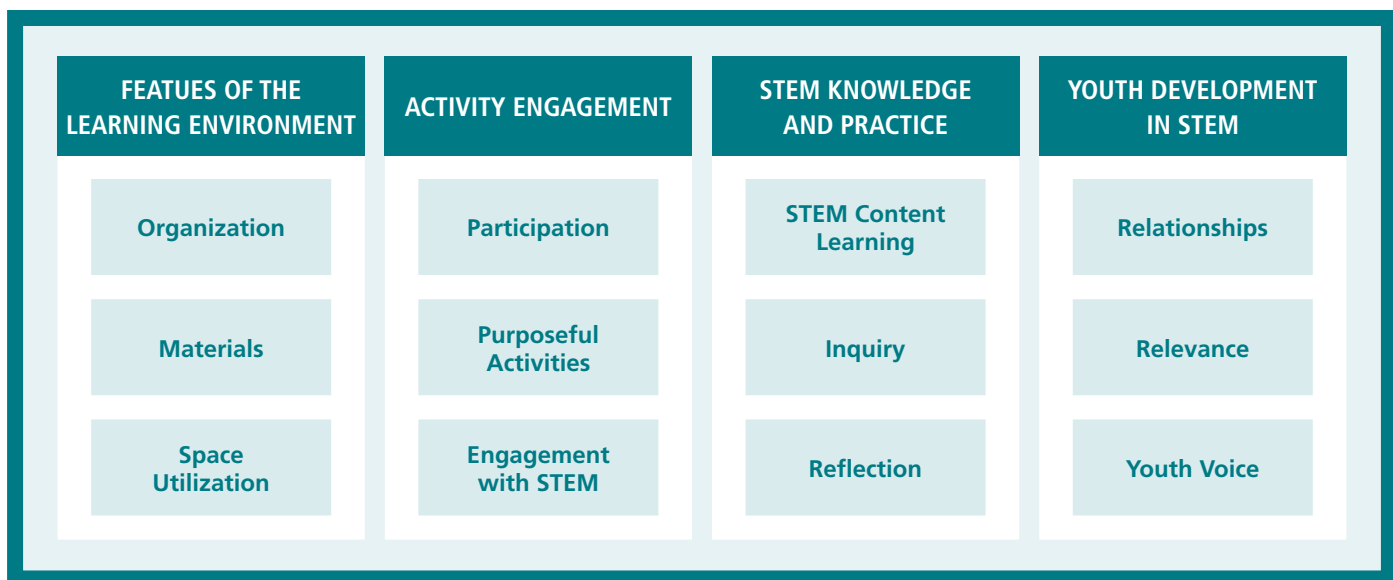 FEATUES OF THE
LEARNING ENVIRONMENT
Organization
Materials
Space
Utilization
ACTIVITY ENGAGEMENT
Participation
Purposeful
Activities
Engagement
with STEM
STEM KNOWLEDGE
AND PRACTICE
STEM Content
Learning
Inquiry
Reflection
YOUTH DEVELOPMENT
IN STEM
Relationships
Relevance
Youth Voice